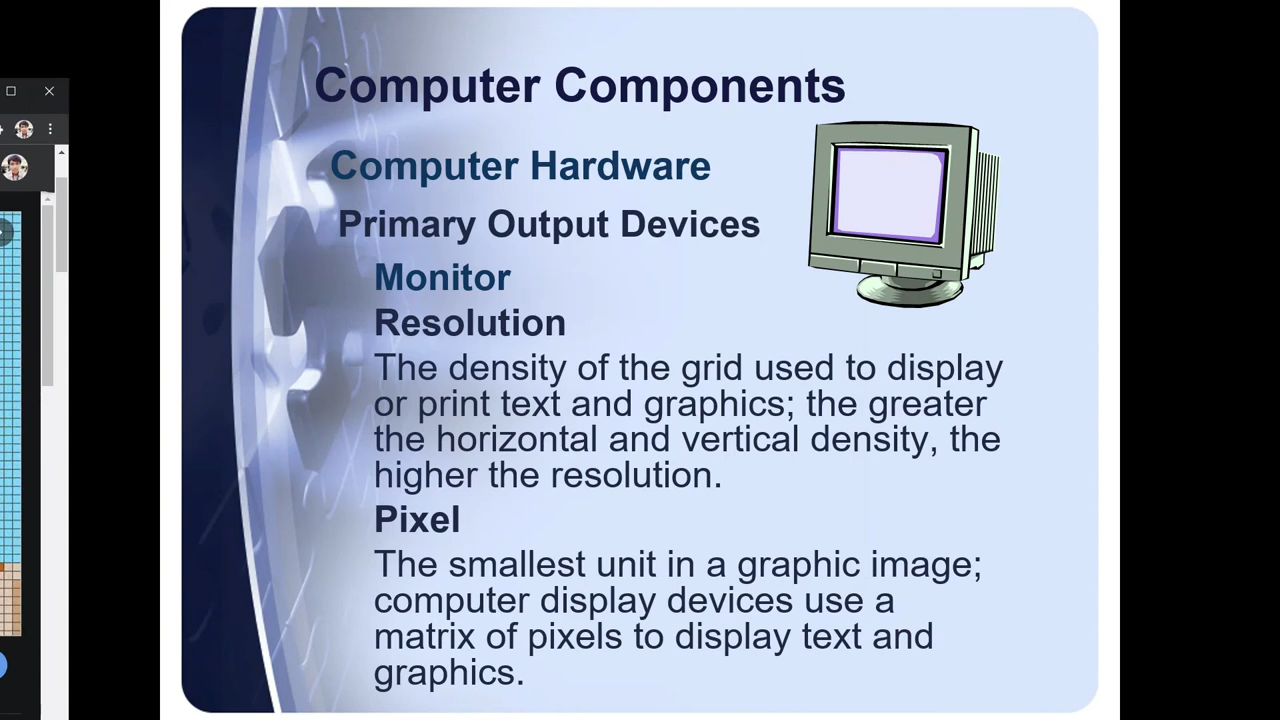 Computer Components
Computer Hardware
Primary Output Devices
Monitor
Resolution
The density of the grid used to display
or print text and graphics; the greater
the horizontal and vertical density, the
higher the resolution.
Pixel
The smallest unit in a graphic image;
computer display devices use a
matrix of pixels to display text and
graphics.